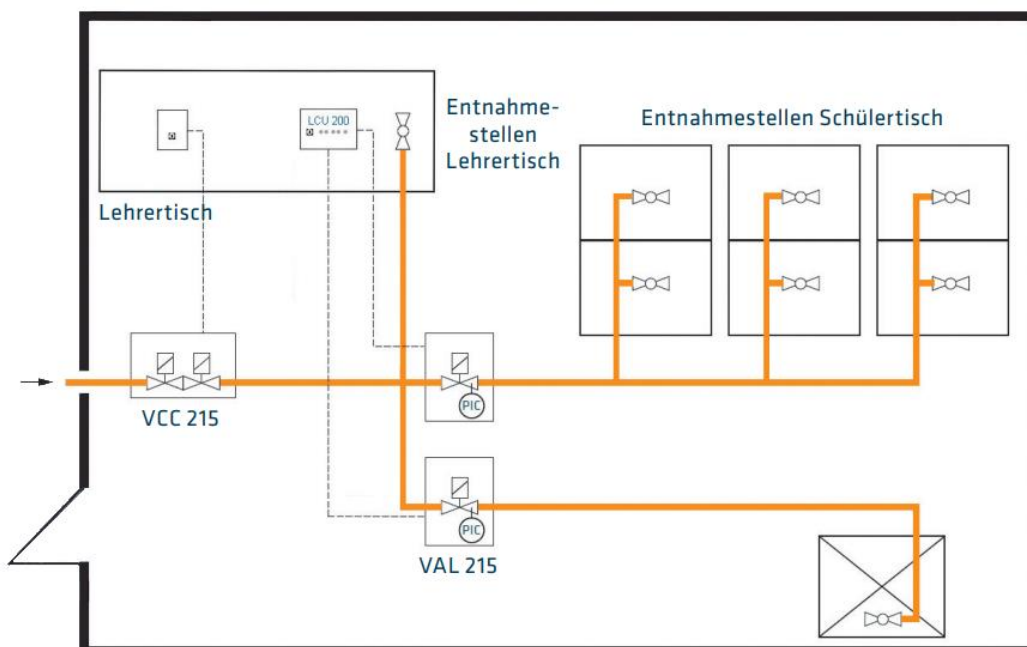 LCU 200
Entnahme-
stellen
Lehrertisch
Entnahmestellen Schülertisch
Lehrertisch
VCC 215
PIC
PIC
VAL 215